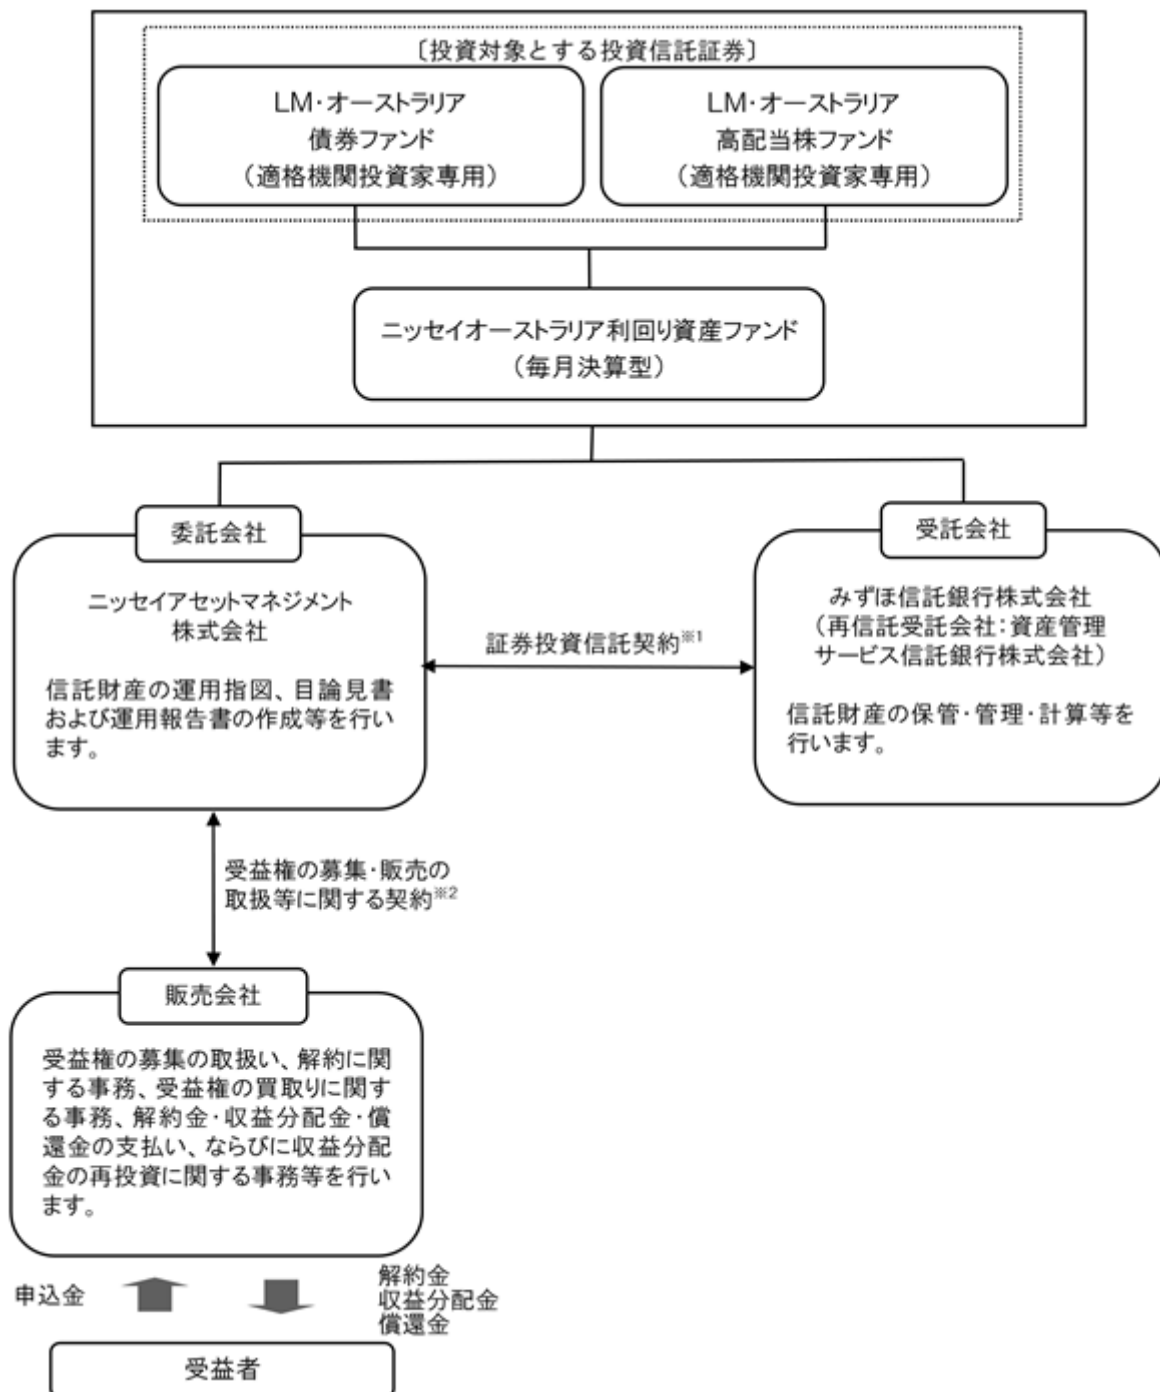 〔投資対象とする投資信託証券〕
LM・オーストラリア
債券ファンド
（適格機関投資家専用）
LM・オーストラリア
高配当株ファンド
（適格機関投資家専用）
ニッセイオーストラリア利回り資産ファンド
（毎月決算型）
委託会社
ニッセイアセットマネジメント
株式会社
信託財産の運用指図、目論見書
および運用報告書の作成等を行い
ます。
証券投資信託契約※1
受託会社
みずほ信託銀行株式会社
（再信託受託会社：資産管理
サービス信託銀行株式会社）
信託財産の保管・管理・計算等を
行います。
受益権の募集・販売の
取扱等に関する契約※2
販売会社
受益権の募集の取扱い、解約に関
する事務、受益権の買取りに関す
る事務、解約金・収益分配金・償
還金の支払い、ならびに収益分配
金の再投資に関する事務等を行い
ます。
申込金
解約金
収益分配金
償還金
受益者